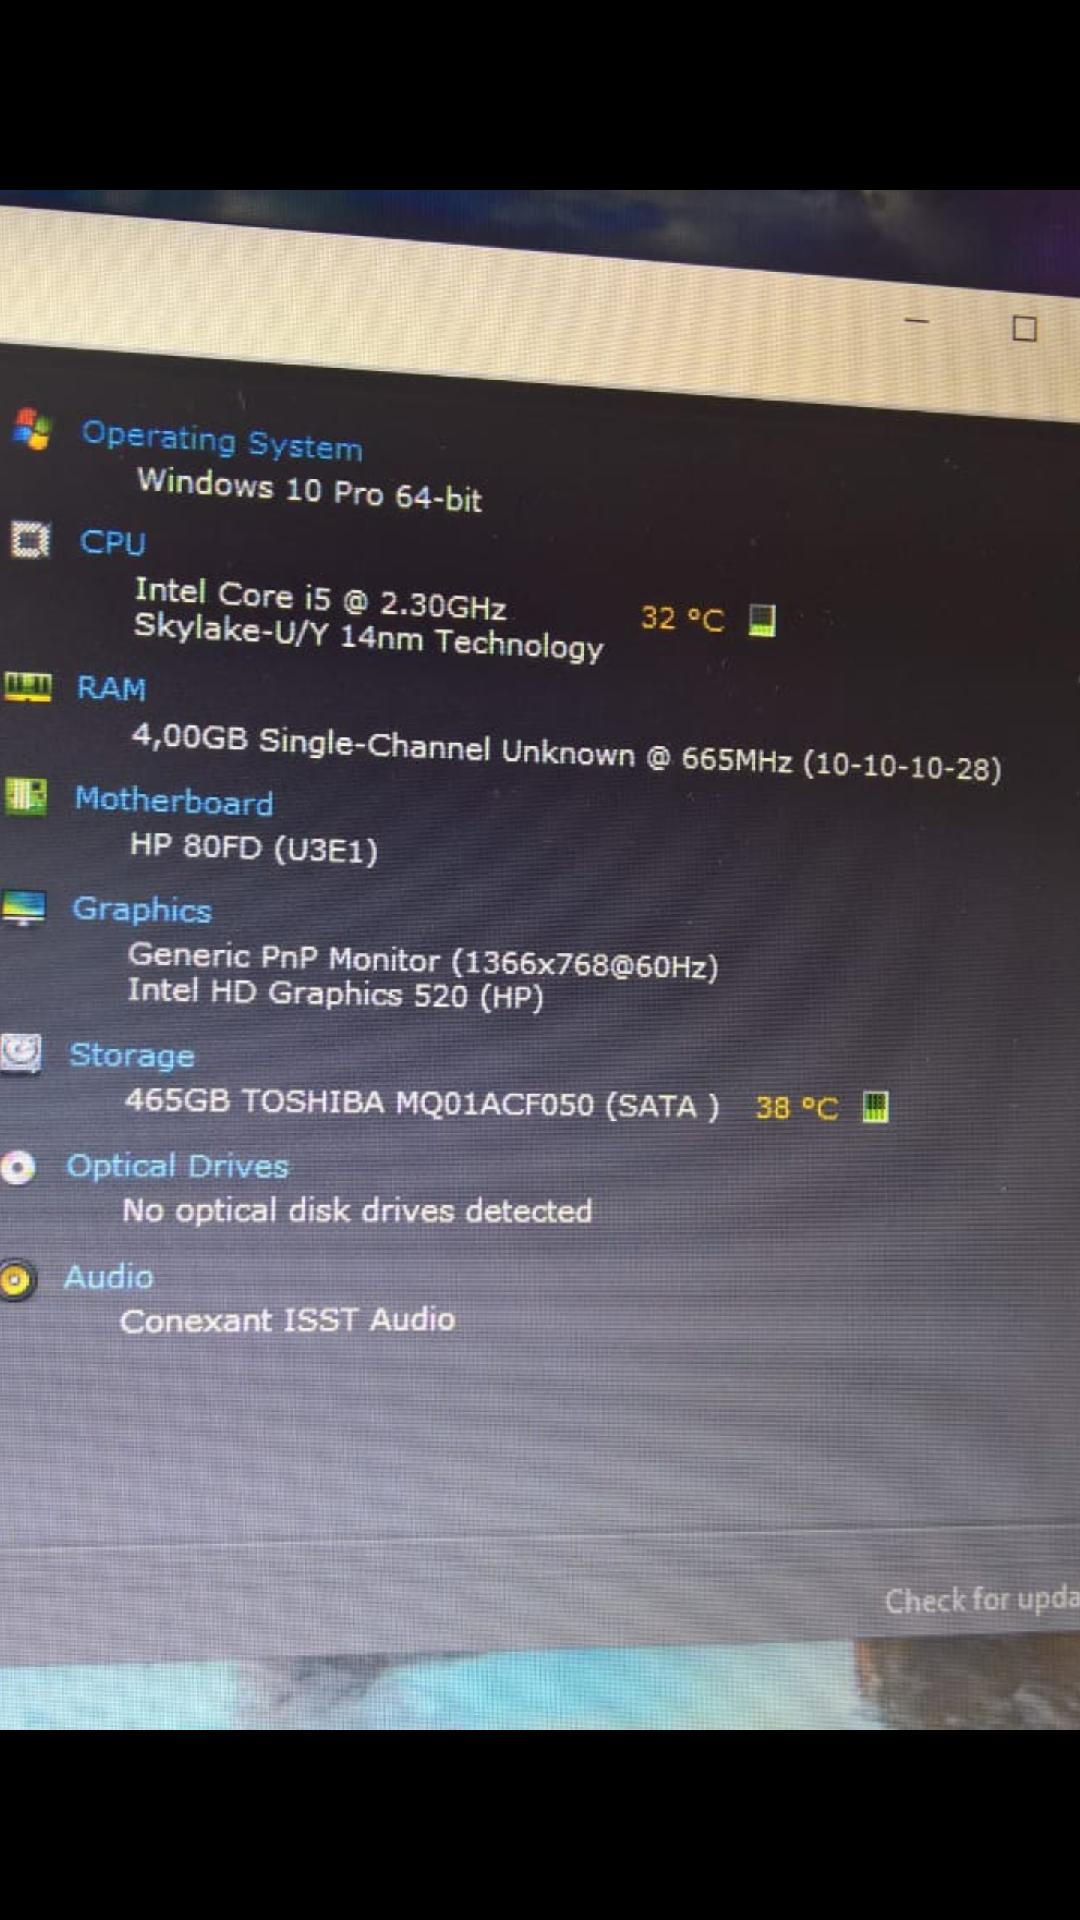 Operating System
Windows 10 Pro 64-bit
CPU
Intel Core i5 @ 2.30GHz 32 °C
Skylake-U/Y 14nm Technology
RAM
4,00GB Single-Channel Unknown @ 665MHz (10-10-10-28)
Motherboard
HP 80FD (U3E1)
Graphics
Generic PnP Monitor (1366x768@60Hz)
Intel HD Graphics 520 (HP)
Storage
465GB TOSHIBA MQ01ACF050 (SATA ) 38 °C
Optical Drives
No optical disk drives detected
Audio
Conexant ISST Audio
Check for upda